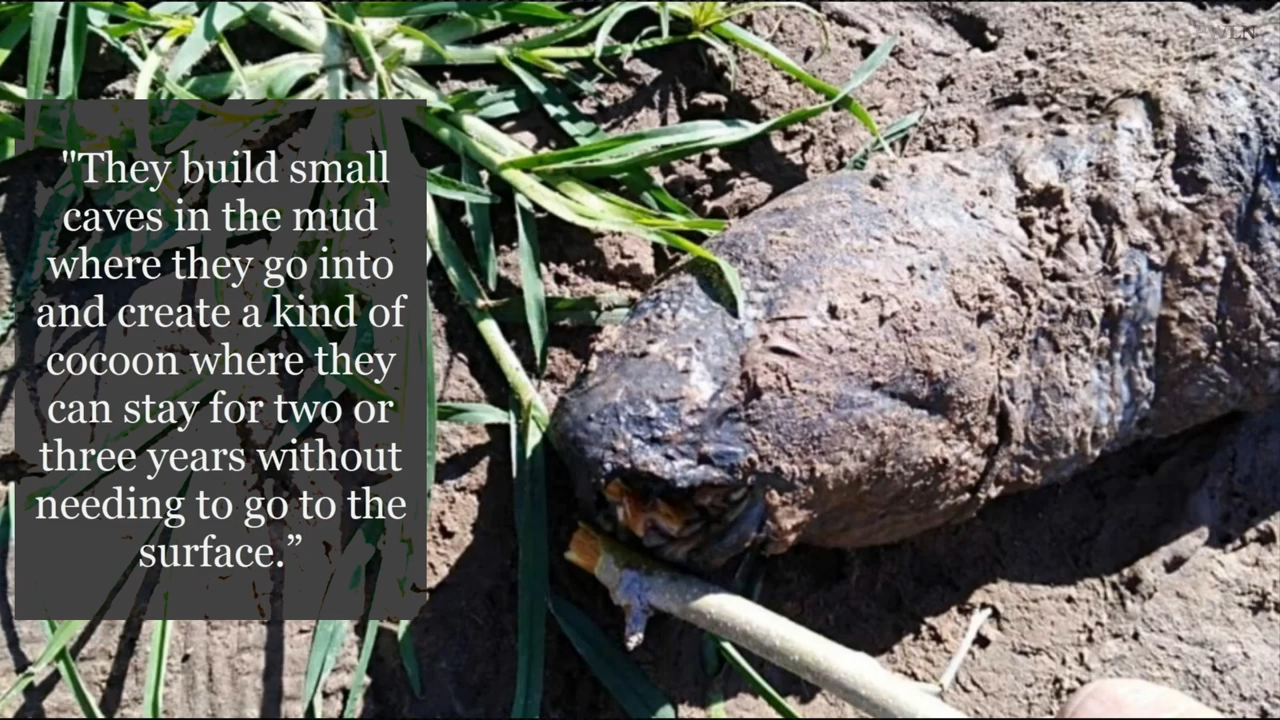 WEN
"They build small
caves in the mud
where they go into
and create a kind of
cocoon where they
can stay for two or
three years without
needing to go to the
surface.”